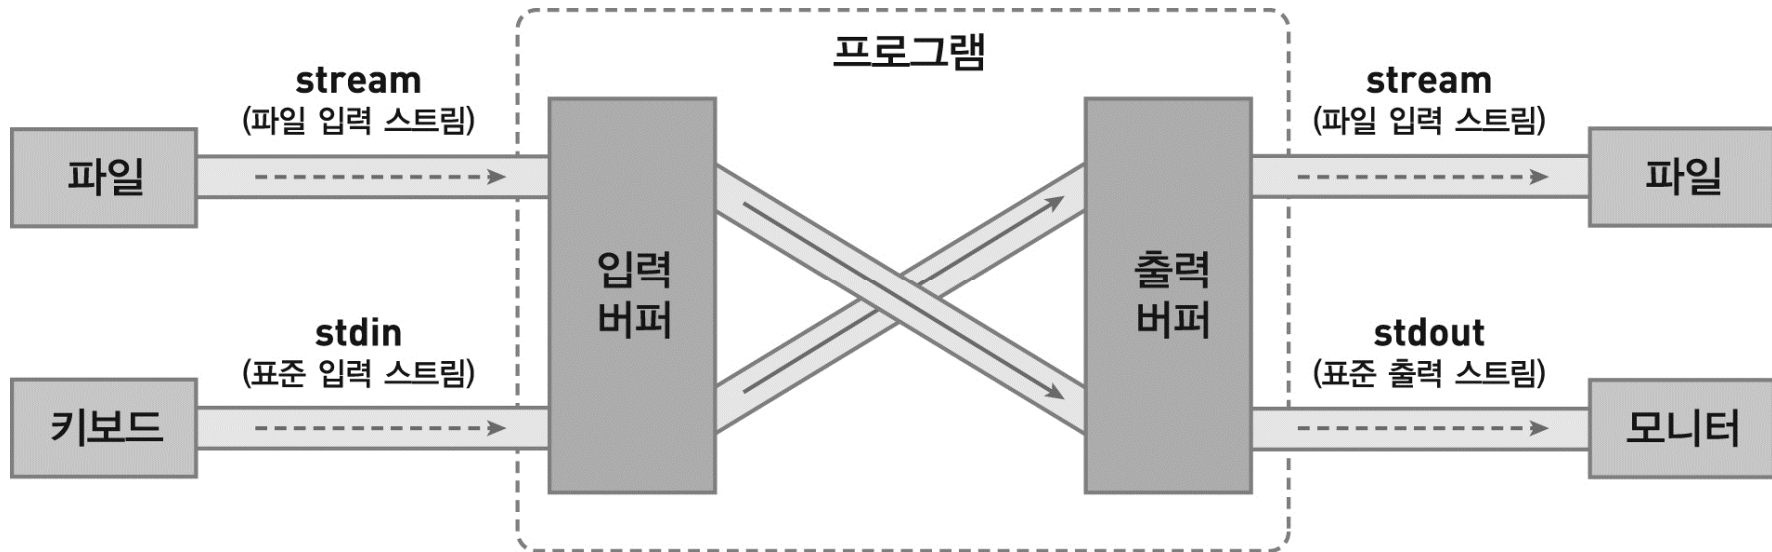 프로그램
stream
(파일 입력 스트림)
파일
stdin
(표준 입력 스트림)
키보드
입력
버퍼
출력
버퍼
stream
(파일 입력 스트림)
파일
stdout
(표준 출력 스트림)
모니터